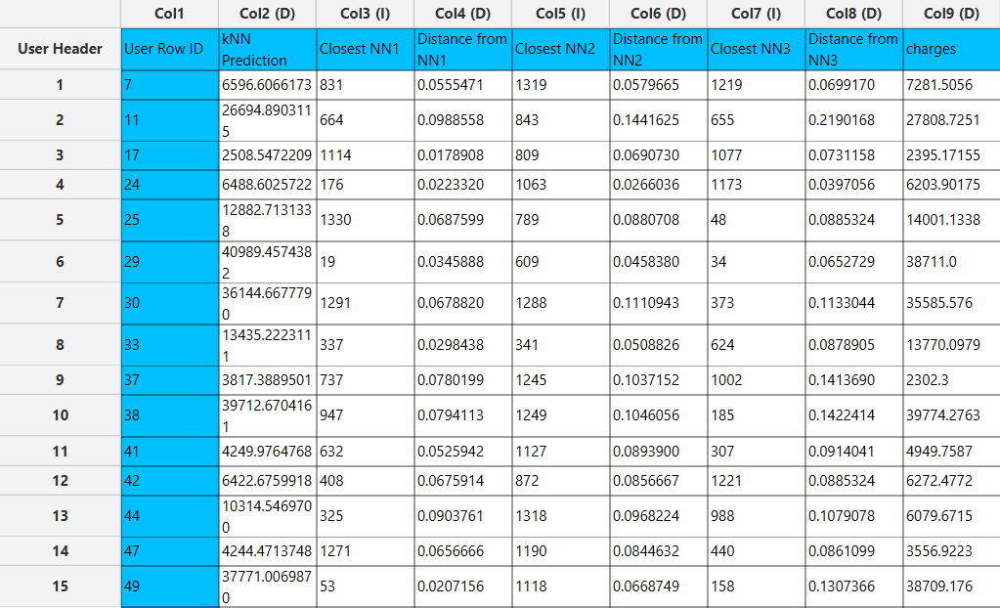 Col1 Col2 (D) Col3 (I) Col4 (D) Col5 (I) Col6 (D) Col7 (I) Col8 (D) Col9 (D)
User Header User Row ID kNN Prediction Closest NN1 Distance from NN1 Closest NN2 Distance from NN2 Closest NN3 Distance from NN3 charges
1 7 6596.6066173 831 0.0555471 1319 0.0579665 1219 0.0699170 7281.5056
2 11 26694.8903115 664 0.0988558 843 0.1441625 655 0.2190168 27808.7251
3 17 2508.5472209 1114 0.0178908 809 0.0690730 1077 0.0731158 2395.17155
4 24 6488.6025722 176 0.0223320 1063 0.0266036 1173 0.0397056 6203.90175
5 25 12882.7131338 1330 0.0687599 789 0.0880708 48 0.0885324 14001.1338
6 29 40989.4574382 19 0.0345888 609 0.0458380 34 0.0652729 38711.0
7 30 36144.6677790 1291 0.0678820 1288 0.1110943 373 0.1133044 35585.576
8 33 13435.2223111 337 0.0298438 341 0.0508826 624 0.0878905 13770.0979
9 37 3817.3889501 737 0.0780199 1245 0.1037152 1002 0.1413690 2302.3
10 38 39712.6704161 947 0.0794113 1249 0.1046056 185 0.1422414 39774.2763
11 41 4249.9764768 632 0.0525942 1127 0.0893900 307 0.0914041 4949.7587
12 42 6422.6759918 408 0.0675914 872 0.0856667 1221 0.0885324 6272.4772
13 44 10314.5469700 325 0.0903761 1318 0.0968224 988 0.1079078 6079.6715
14 47 4244.4713748 1271 0.0656666 1190 0.0844632 440 0.0861099 3556.9223
15 49 37771.0069870 53 0.0207156 1118 0.0668749 158 0.1307366 38709.176